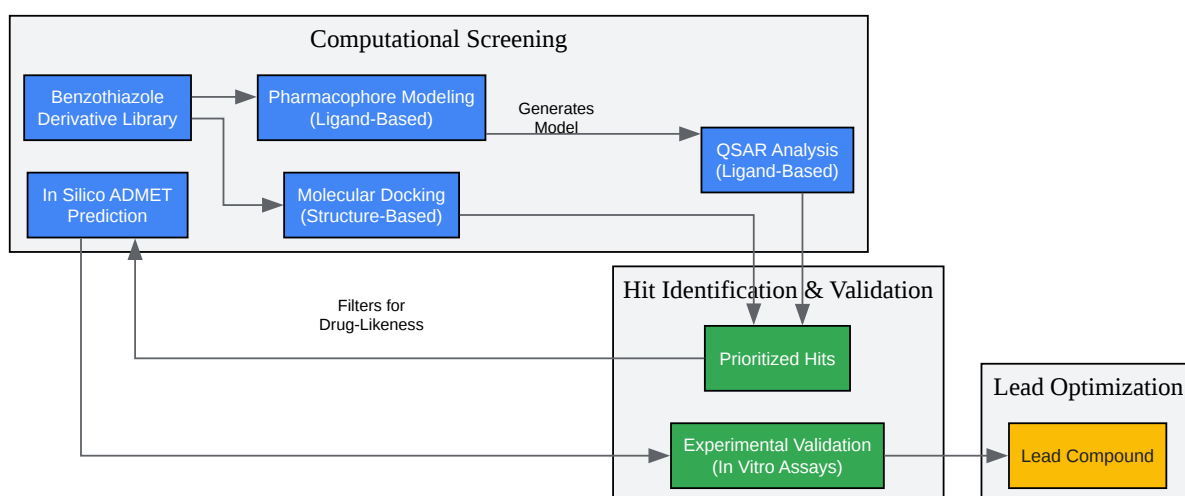 Computational Screening
Benzothiazole
Derivative Library
Pharmacophore Modeling
(Ligand-Based)
Generates
Model
QSAR Analysis
(Ligand-Based)
In Silico ADMET
Prediction
Molecular Docking
(Structure-Based)
Hit Identification & Validation
Filters for
Drug-Likeness
Prioritized Hits
Lead Optimization
Experimental Validation
(In Vitro Assays)
Lead Compound